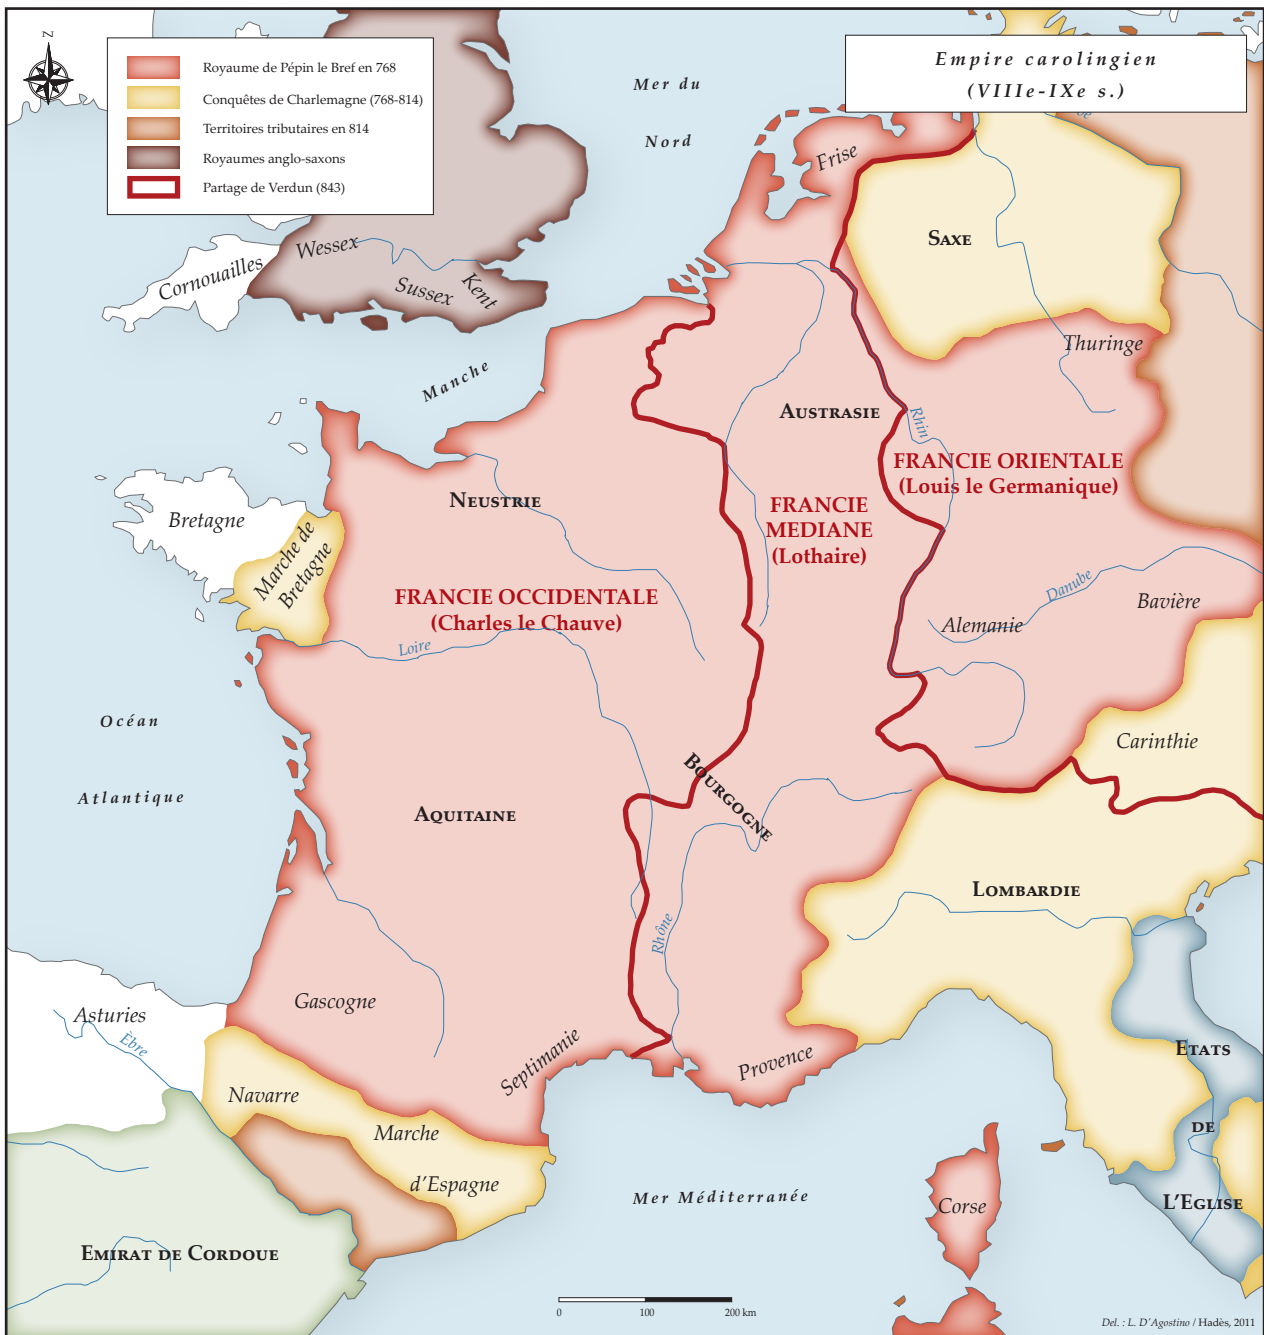 Empire carolingien
(VIIIe-IXe s.)
Z
Royaume de Pépin le Bref en 768
Conquêtes de Charlemagne (768-814)
Territoires tributaires en 814
Royaumes anglo-saxons
Partage de Verdun (843)
Mer du
Nord
Frise
Saxe
Wessex
Cornouailles
Sussex
Kent
Thuringe
Manche
Austrasie
Rhin
FRANCIE ORIENTALE
(Louis le Germanique)
Neustrie
FRANCIE
MEDIANE
(Lothaire)
Bretagne
Marche de
Bretagne
FRANCIE OCCIDENTALE
(Charles le Chauve)
Danube
Bavière
Alemanie
Loire
Océan
Atlantique
Carinthie
Bourgogne
Aquitaine
Lombardie
Rhône
Gascogne
Asturies
Èbre
Septimanie
Provence
Etats
de
l'Eglise
Navarre
Marche
d'Espagne
Mer Méditerranée
Corse
Emirat de Cordoue
0 100 200 km
Del. : L. D'Agostino / Hadès, 2011